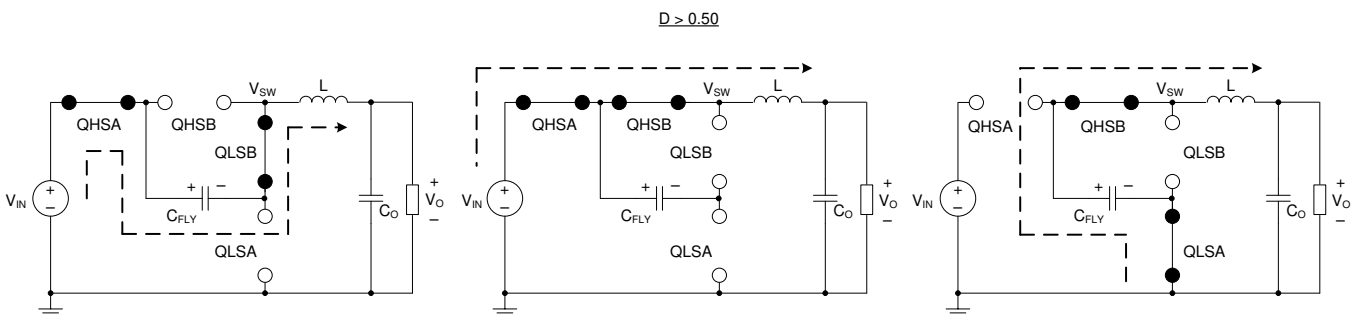 D > 0.50
VSW
L
QHSA
QHSB
QLSB
+
−
+
VIN
+
−
CFLY
CO
VO
−
QLSA
VSW
L
QHSA
QHSB
QLSB
+
−
+
VIN
+
−
CFLY
CO
VO
−
QLSA
VSW
L
QHSA
QHSB
QLSB
+
−
+
VIN
+
−
CFLY
CO
VO
−
QLSA